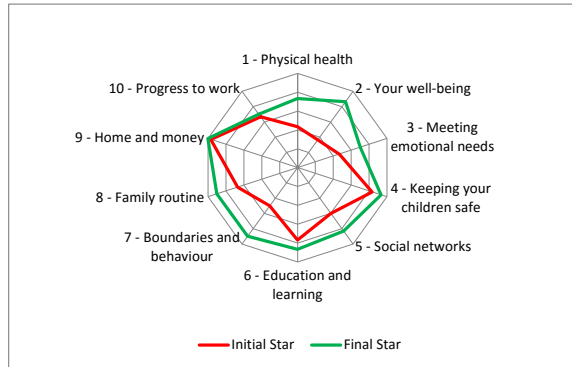 1 - Physical health
2 - Your well-being
3 - Meeting
emotional needs
4 - Keeping your
children safe
5 - Social networks
6 - Education and
learning
7 - Boundaries and
behaviour
8 - Family routine
9 - Home and money
10 - Progress to work
Initial Star
Final Star